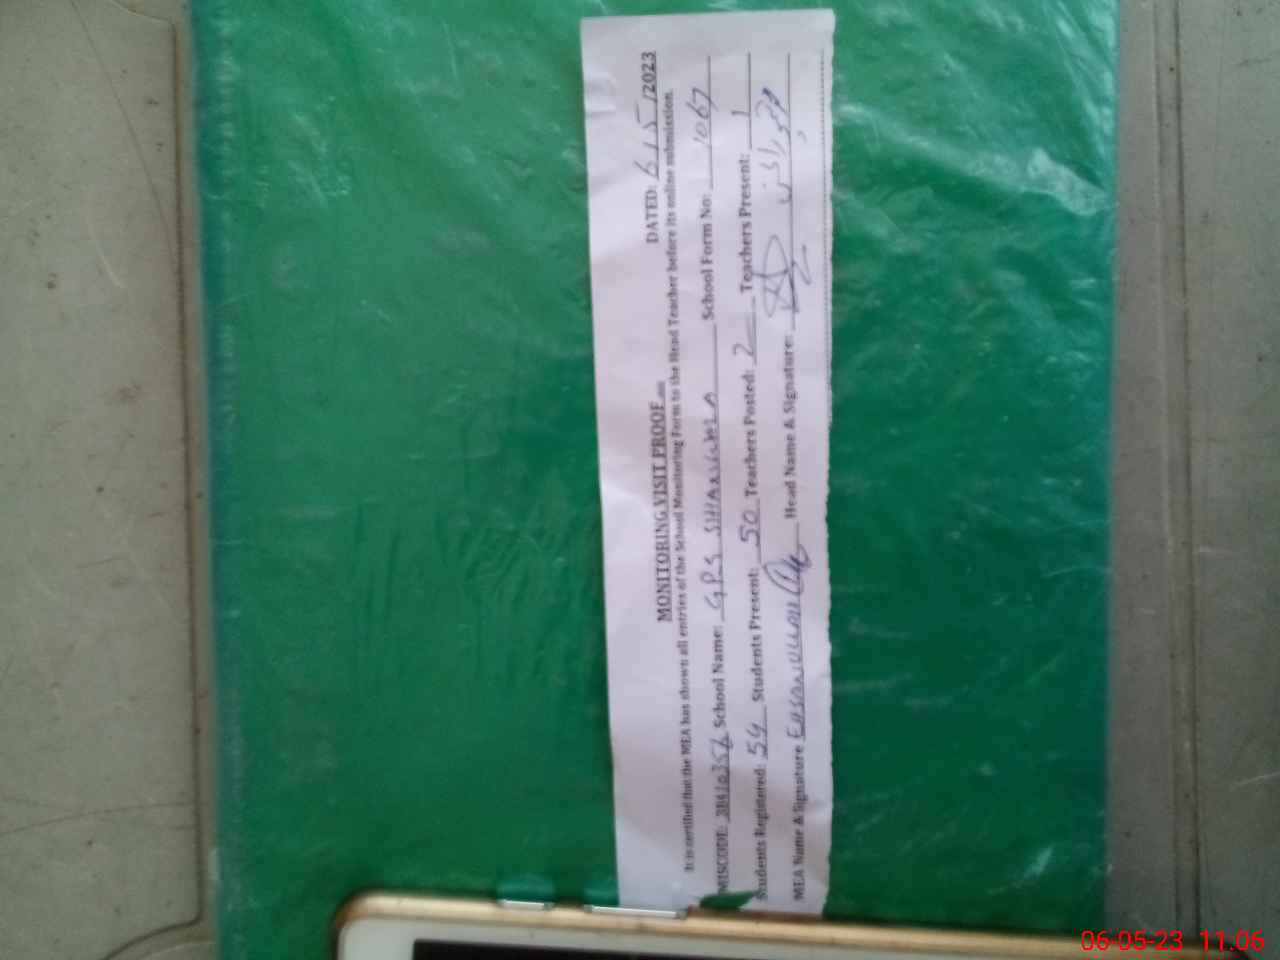 MONITORING VISIT PROOF
DATED: 6/5/2023
It is certified that the MEA has shown all entries of the School Monitoring Form to the Head Teacher before its online submission.
MISCODE: School Name: GPS School Form No: 1067
Students Registered: 54 Students Present: 50 Teachers Posted: 2 Teachers Present: 1
MEA Name & Signature Ehsanullah Head Name & Signature:
06-05-23 11:06